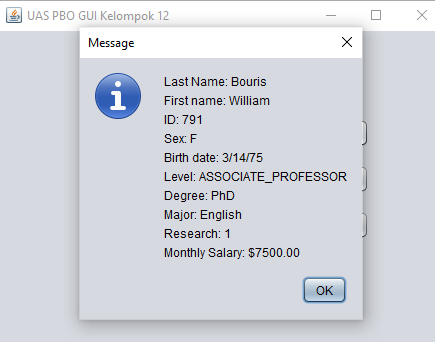 UAS PBO GUI Kelompok 12
Message
Last Name: Bouris
First name: William
ID: 791
Sex: F
Birth date: 3/14/75
Level: ASSOCIATE_PROFESSOR
Degree: PhD
Major: English
Research: 1
Monthly Salary: $7500.00
OK